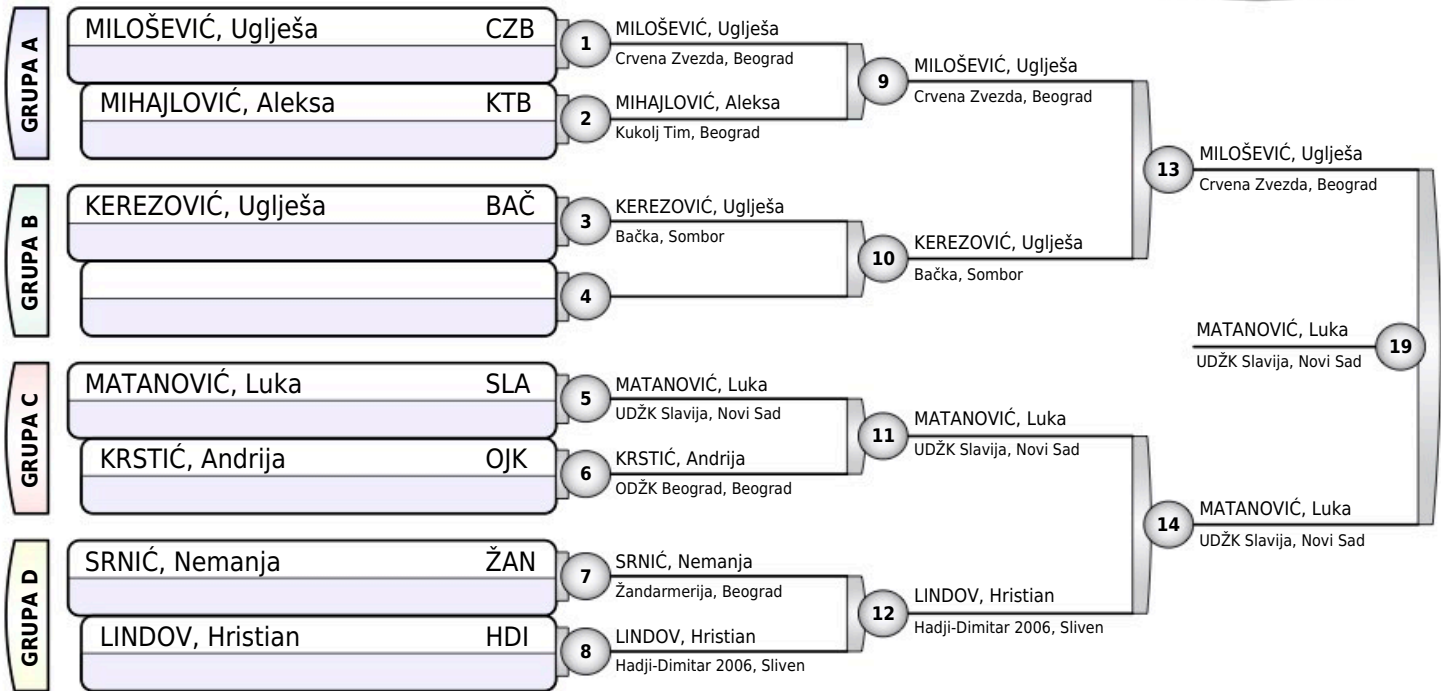 GRUPA A
MILOŠEVIĆ, Uglješa CZB
MIHAJLOVIĆ, Aleksa KTB
GRUPA B
KEREZOVIĆ, Uglješa BAČ
GRUPA C
MATANOVIĆ, Luka SLA
KRSTIĆ, Andrija OJK
GRUPA D
SRNIĆ, Nemanja ŽAN
LINDOV, Hristian HDI
1
MILOŠEVIĆ, Uglješa
Crvena Zvezda, Beograd
2
MIHAJLOVIĆ, Aleksa
Kukolj Tim, Beograd
3
KEREZOVIĆ, Uglješa
Bačka, Sombor
4
5
MATANOVIĆ, Luka
UDŽK Slavija, Novi Sad
6
KRSTIĆ, Andrija
ODŽK Beograd, Beograd
7
SRNIĆ, Nemanja
Žandarmerija, Beograd
8
LINDOV, Hristian
Hadji-Dimitar 2006, Sliven
9
MILOŠEVIĆ, Uglješa
Crvena Zvezda, Beograd
10
KEREZOVIĆ, Uglješa
Bačka, Sombor
11
MATANOVIĆ, Luka
UDŽK Slavija, Novi Sad
12
LINDOV, Hristian
Hadji-Dimitar 2006, Sliven
13
MILOŠEVIĆ, Uglješa
Crvena Zvezda, Beograd
14
MATANOVIĆ, Luka
UDŽK Slavija, Novi Sad
MATANOVIĆ, Luka
UDŽK Slavija, Novi Sad
19